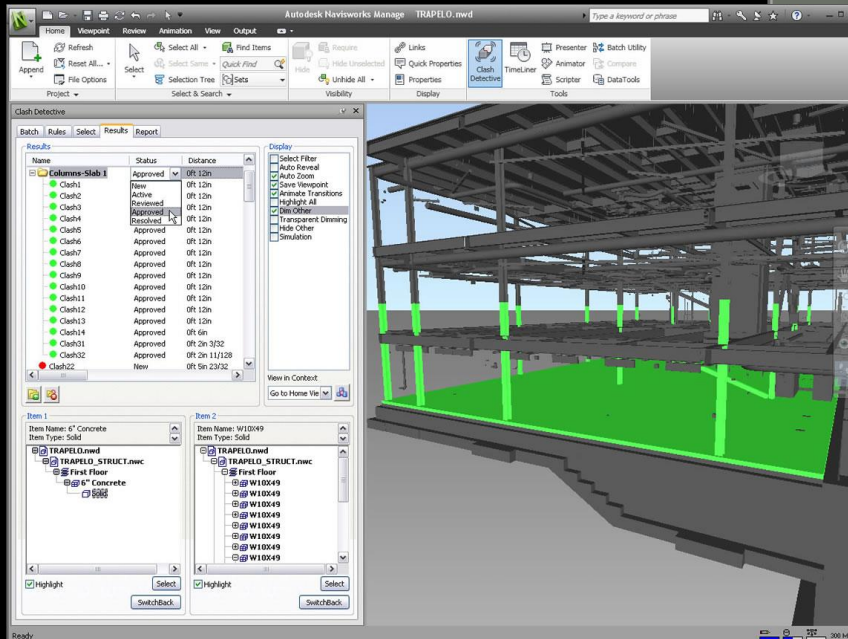 Autodesk Navisworks Manage TRAPELO.nwd
Type a keyword or phrase
Home Viewpoint Review Animation View Output
Append
Refresh
Reset All...
File Options
Project
Select
Select All
Select Same
Selection Tree
Find Items
Quick Find
Sets
Select & Search
Hide
Require
Hide Unselected
Unhide All
Visibility
Links
Quick Properties
Properties
Display
Clash Detective
TimeLiner
Presenter
Animator
Scripter
Batch Utility
Compare
DataTools
Tools
Clash Detective
Batch Rules Select Results Report
Results
Name Status Distance
Columns-Slab 1 Approved 0ft 12in
Clash1 New 0ft 12in
Clash2 Active 0ft 12in
Clash3 Reviewed 0ft 12in
Clash4 Approved 0ft 12in
Clash5 Resolved 0ft 12in
Clash6 Approved 0ft 12in
Clash7 Approved 0ft 12in
Clash8 Approved 0ft 12in
Clash9 Approved 0ft 12in
Clash10 Approved 0ft 12in
Clash11 Approved 0ft 12in
Clash12 Approved 0ft 12in
Clash13 Approved 0ft 12in
Clash14 Approved 0ft 6in
Clash31 Approved 0ft 2in 3/32
Clash32 Approved 0ft 2in 11/128
Clash22 New 0ft 5in 23/32
Display
Select Filter
Auto Reveal
Auto Zoom
Save Viewpoint
Animate Transitions
Highlight All
Dim Other
Transparent Dimming
Hide Other
Simulation
View in Context
Go to Home Vie
Item 1
Item Name: 6" Concrete
Item Type: Solid
TRAPELO.nwd
TRAPELO_STRUCT.nwc
First Floor
6" Concrete
Solid
Highlight
Select
SwitchBack
Item 2
Item Name: W10X49
Item Type: Solid
TRAPELO.nwd
TRAPELO_STRUCT.nwc
First Floor
W10X49
W10X49
W10X49
W10X49
W10X49
W10X49
W10X49
W10X49
Highlight
Select
SwitchBack
Ready
300 M